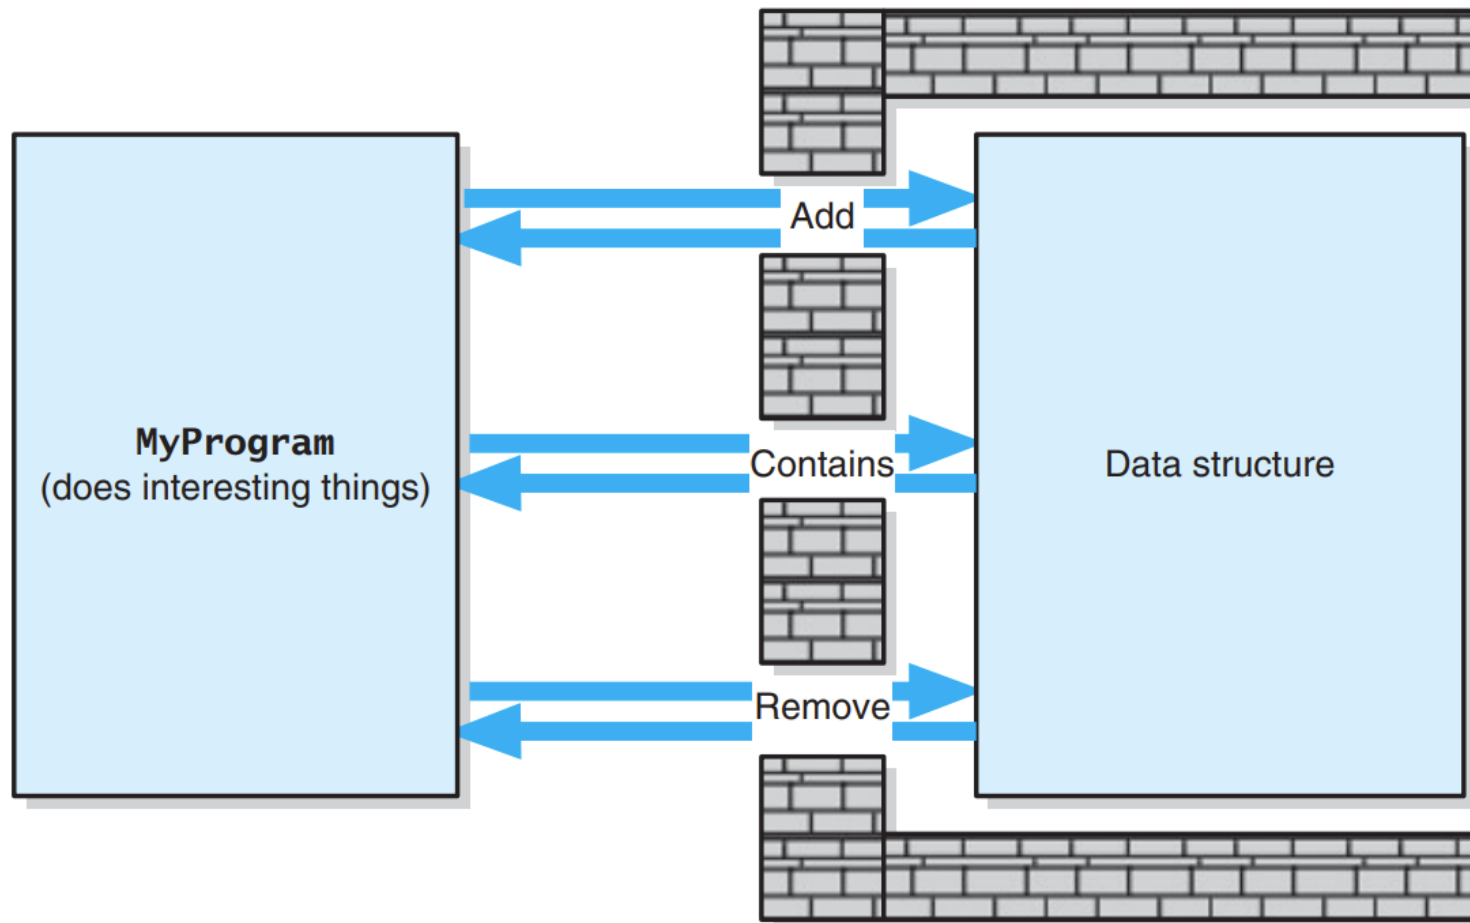 Add
MyProgram
(does interesting things)
Contains
Data structure
Remove